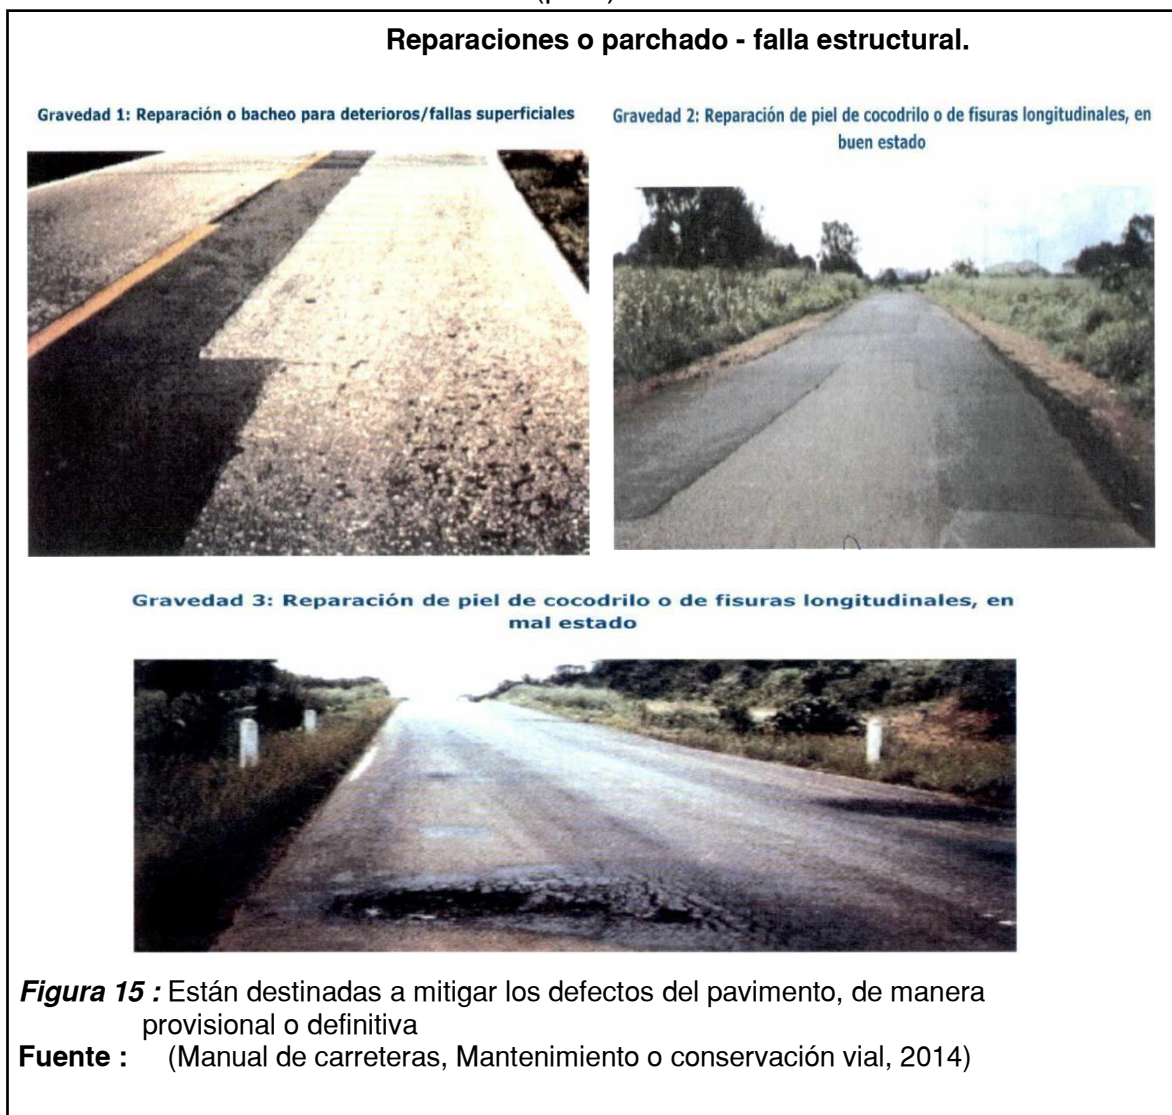 Reparaciones o parchado - falla estructural.
Gravedad 1: Reparación o bacheo para deterioros/fallas superficiales
Gravedad 2: Reparación de piel de cocodrilo o de fisuras longitudinales, en
buen estado
Gravedad 3: Reparación de piel de cocodrilo o de fisuras longitudinales, en
mal estado
Figura 15 : Están destinadas a mitigar los defectos del pavimento, de manera
provisional o definitiva
Fuente : (Manual de carreteras, Mantenimiento o conservación vial, 2014)